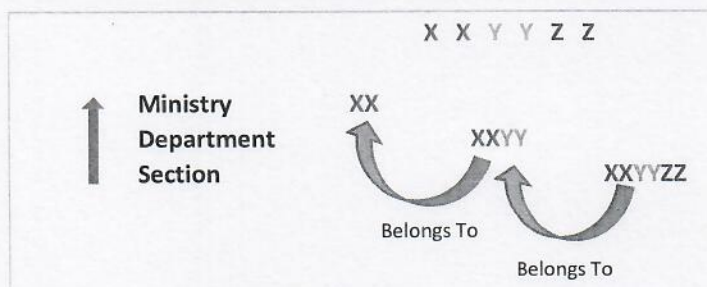 X X Y Y Z Z
Ministry XX
Department XXYY
Section XXYYZZ
Belongs To
Belongs To